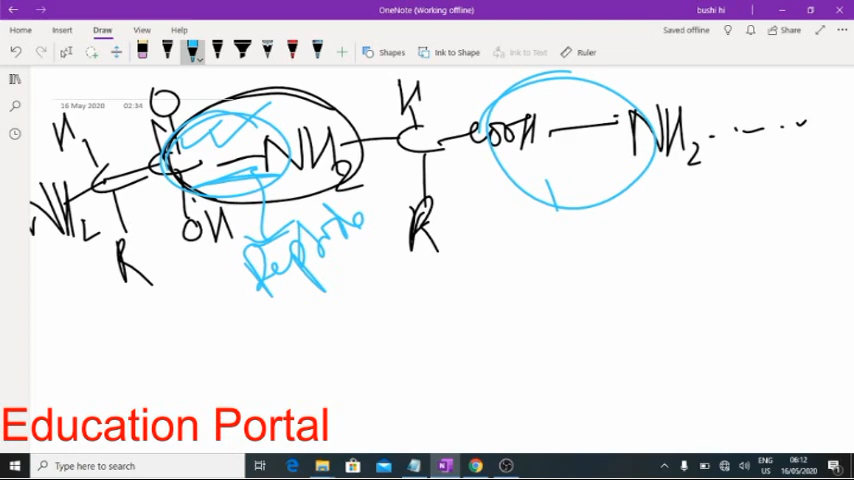 OneNote (Working offline)
bushi hi
Home Insert Draw View Help
Saved offline
Shapes Ink to Shape Ink to Text Ruler
16 May 2020 02:34
O
H H
C NH2 C COOH NH2
NH2
OH
R R
Peptide
Education Portal
Type here to search
ENG 06:12
US 16/05/2020